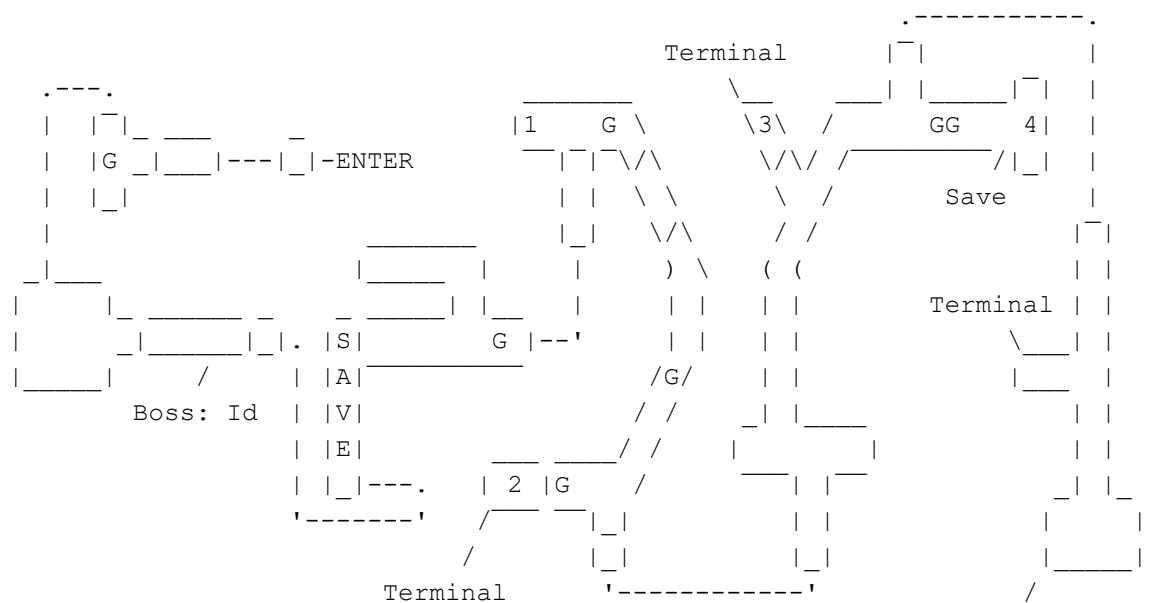 Terminal
1 G 3 GG 4
G ENTER
Save
Terminal
S G
A G
Boss: Id V
E
2 G
Terminal